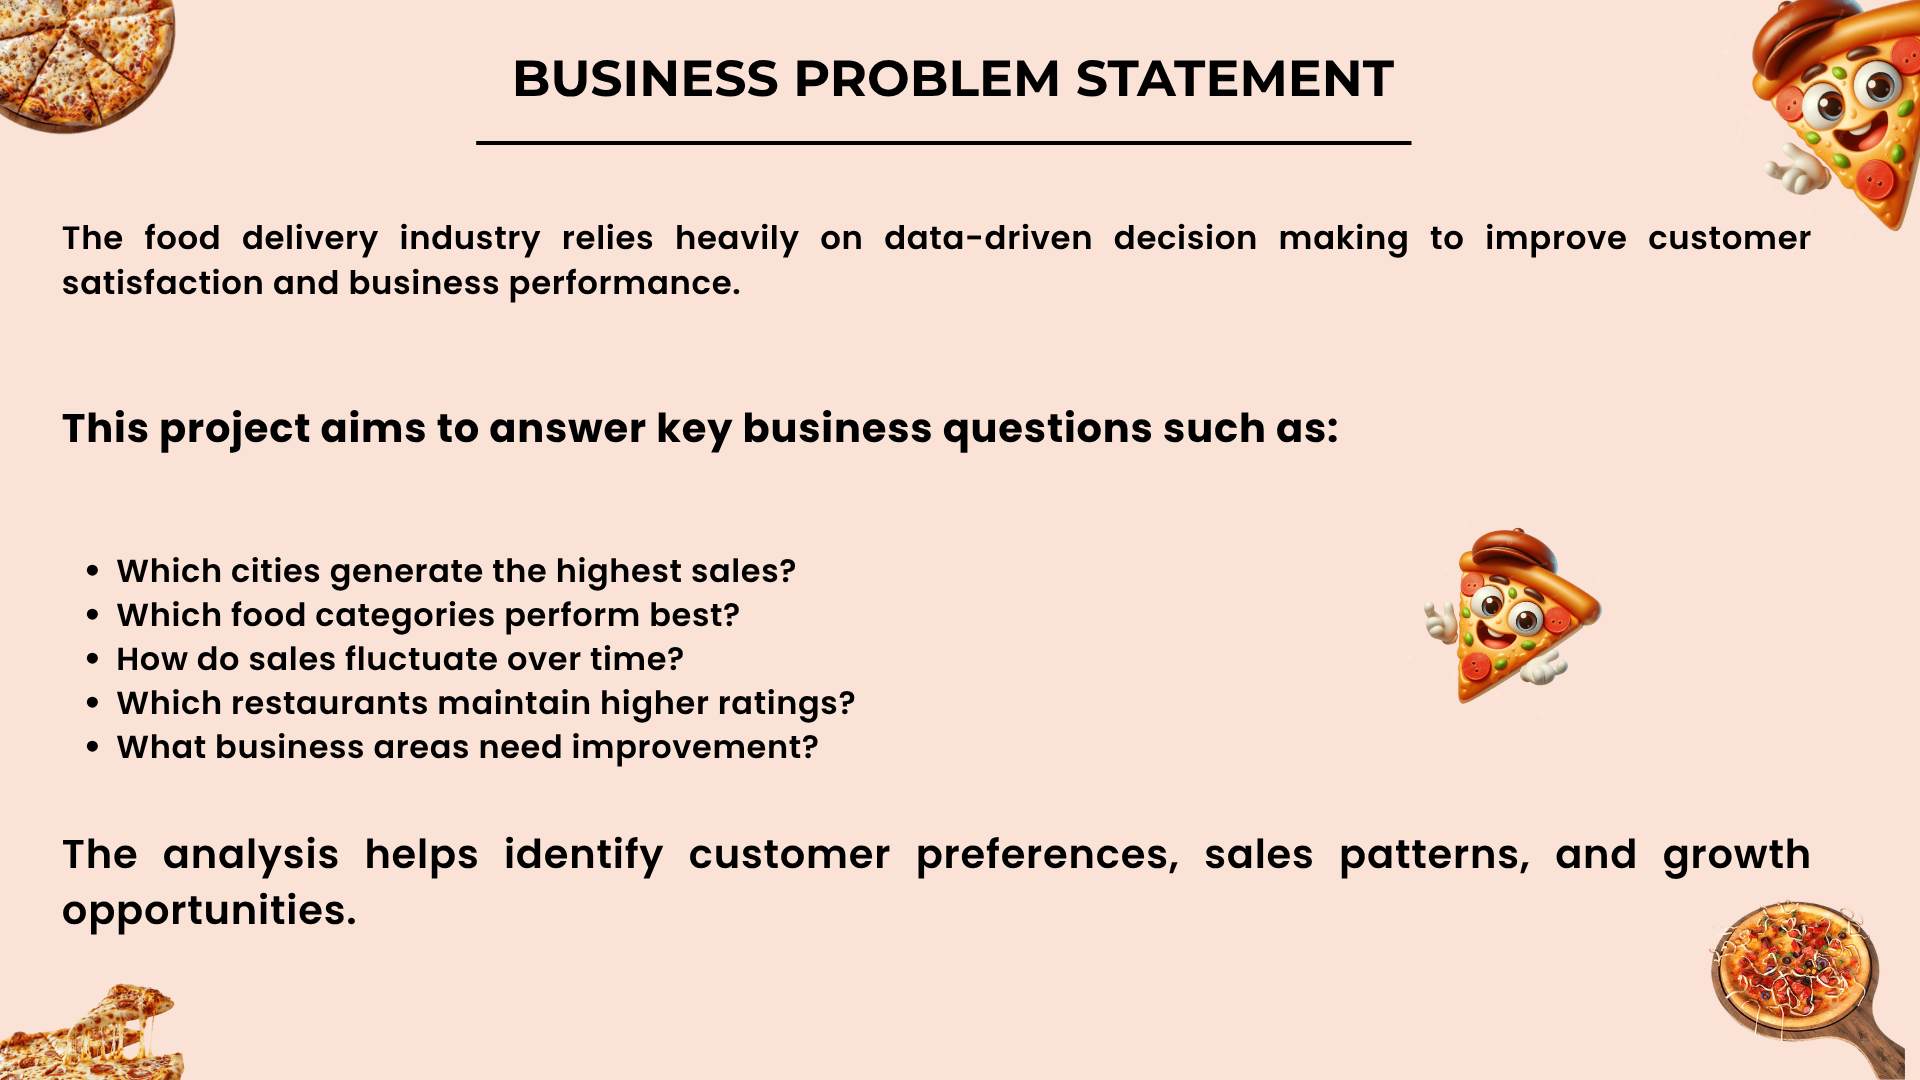 BUSINESS PROBLEM STATEMENT
The food delivery industry relies heavily on data-driven decision making to improve customer
satisfaction and business performance.
This project aims to answer key business questions such as:
• Which cities generate the highest sales?
• Which food categories perform best?
• How do sales fluctuate over time?
• Which restaurants maintain higher ratings?
• What business areas need improvement?
The analysis helps identify customer preferences, sales patterns, and growth
opportunities.